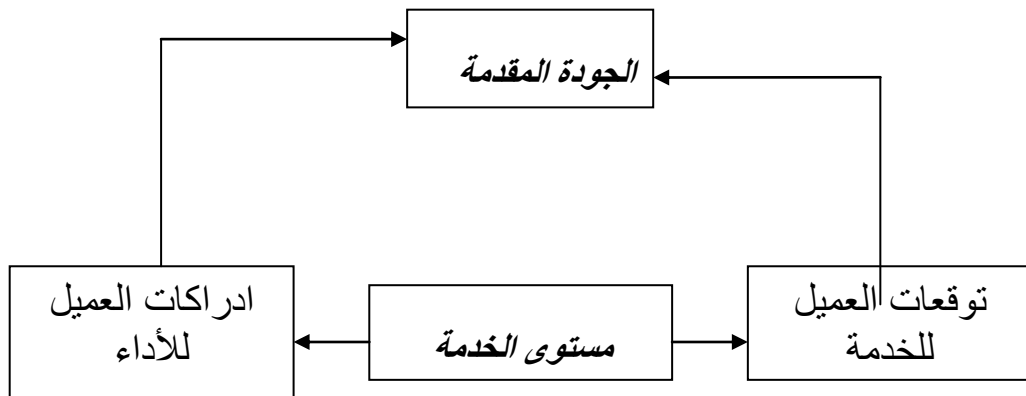 الجودة المقدمة
توقعات العميل
للخدمة
مستوى الخدمة
ادراكات العميل
للأداء